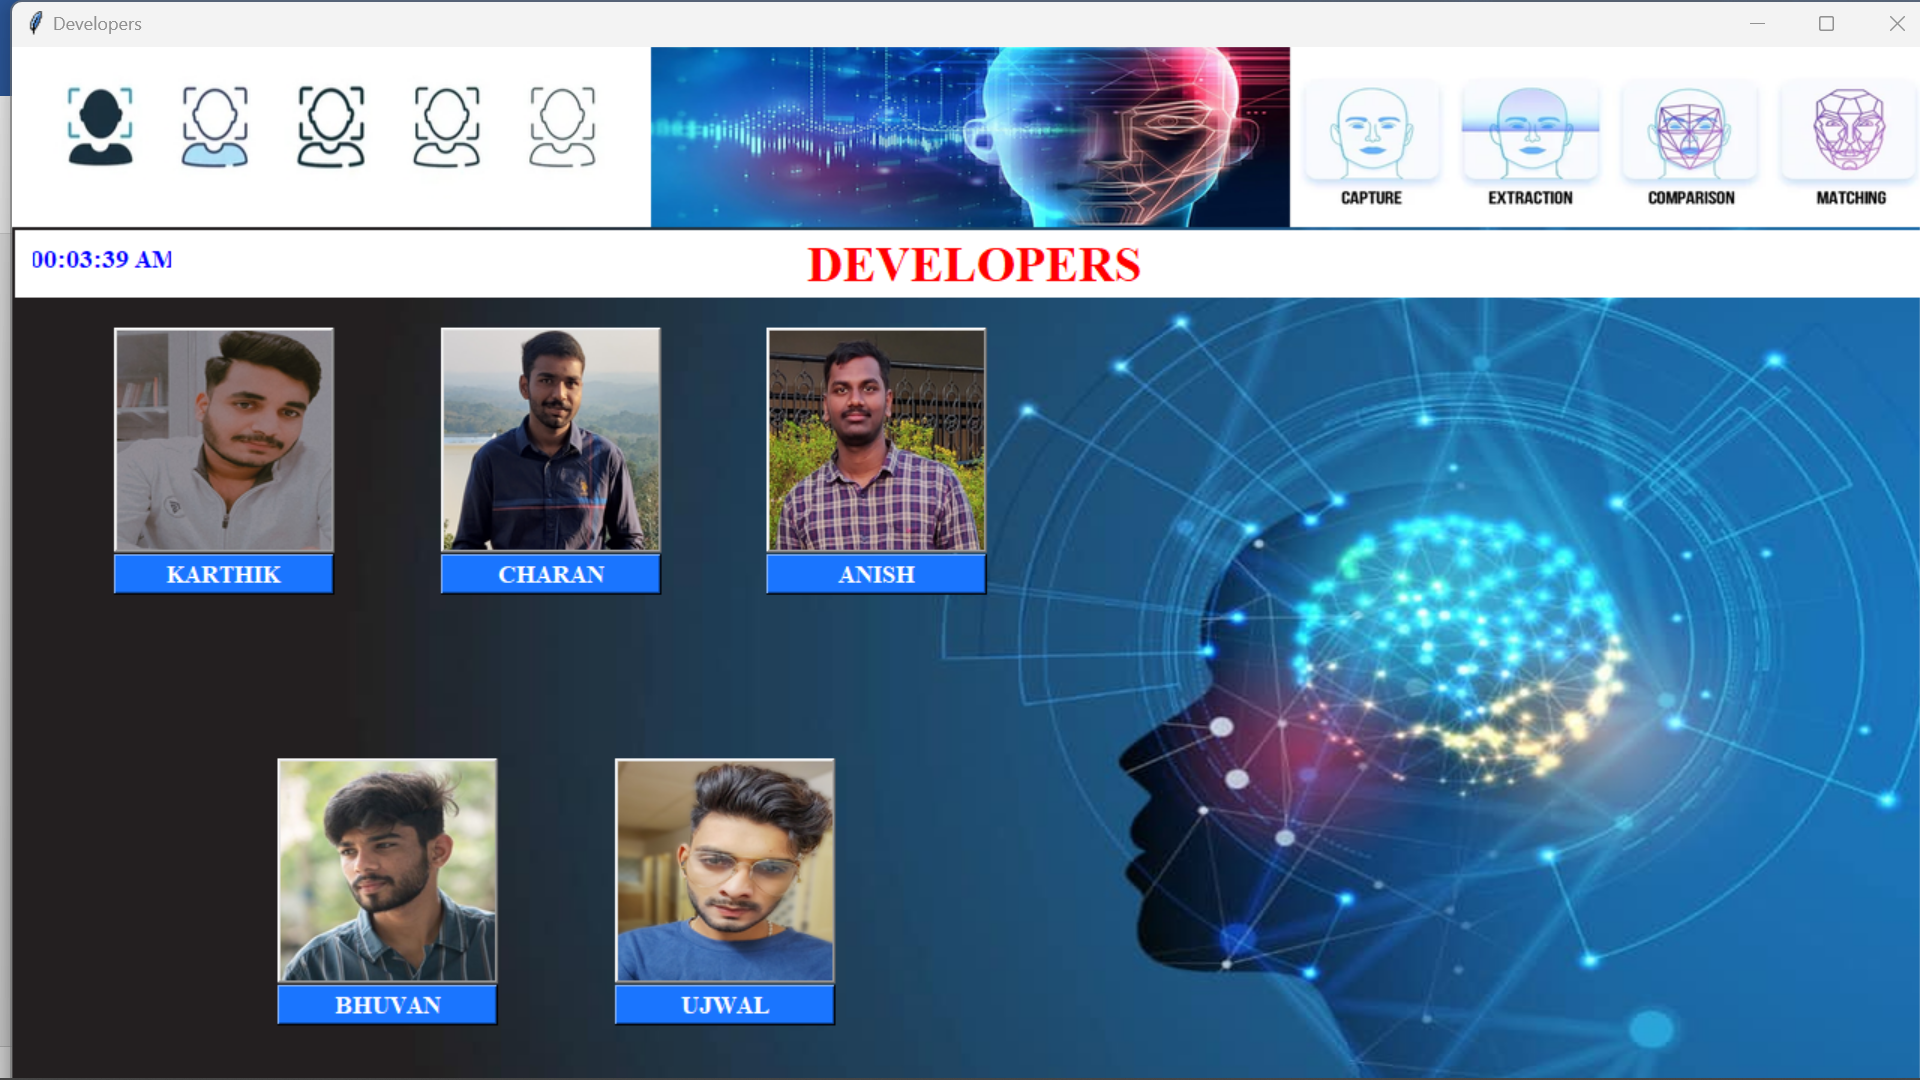 Developers
CAPTURE EXTRACTION COMPARISON MATCHING
00:03:39 AM
DEVELOPERS
KARTHIK CHARAN ANISH
BHUVAN UJWAL